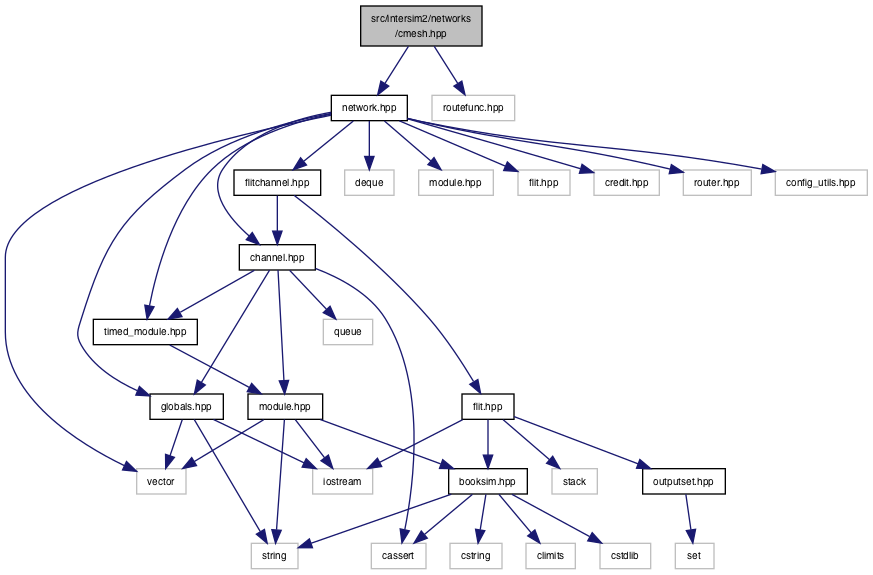 src/intersim2/networks
/cmesh.hpp
network.hpp
routefunc.hpp
flitchannel.hpp
deque
module.hpp
flit.hpp
credit.hpp
router.hpp
config_utils.hpp
channel.hpp
timed_module.hpp
queue
globals.hpp
module.hpp
flit.hpp
vector
iostream
booksim.hpp
stack
outputset.hpp
string
cassert
cstring
climits
cstdlib
set